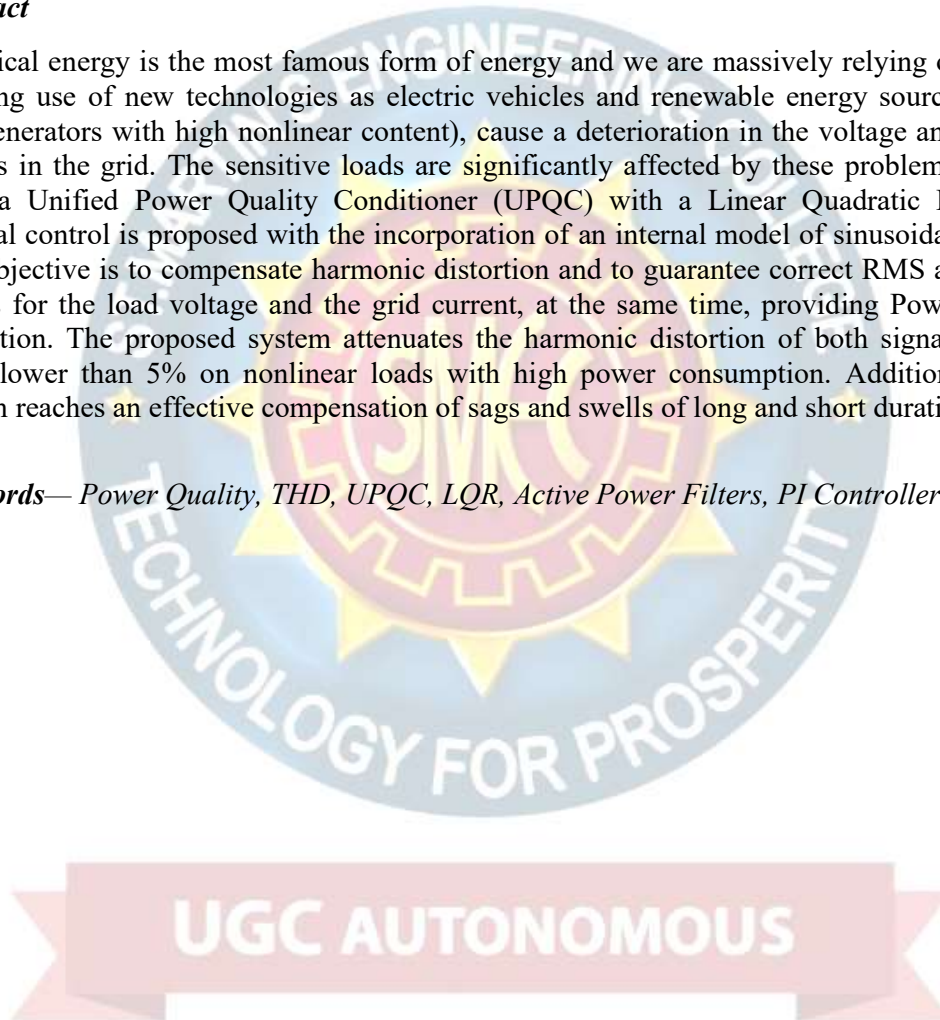 act
ical energy is the most famous form of energy and we are massively relying
ng use of new technologies as electric vehicles and renewable energy sourc
enerators with high nonlinear content), cause a deterioration in the voltage an
s in the grid. The sensitive loads are significantly affected by these problem
a Unified Power Quality Conditioner (UPQC) with a Linear Quadratic
al control is proposed with the incorporation of an internal model of sinusoida
bjective is to compensate harmonic distortion and to guarantee correct RMS a
for the load voltage and the grid current, at the same time, providing Pow
tion. The proposed system attenuates the harmonic distortion of both signa
lower than 5% on nonlinear loads with high power consumption. Addition
n reaches an effective compensation of sags and swells of long and short durati
ords— Power Quality, THD, UPQC, LQR, Active Power Filters, PI Controller
ST MARTIN'S ENGINEERING COLLEGE
SMEC
TECHNOLOGY FOR PROSPERITY
UGC AUTONOMOUS